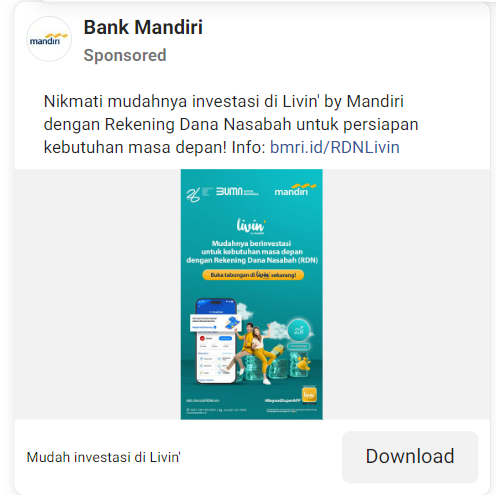 mandiri
Bank Mandiri
Sponsored
Nikmati mudahnya investasi di Livin' by Mandiri
dengan Rekening Dana Nasabah untuk persiapan
kebutuhan masa depan! Info: bmri.id/RDNLivin
26
BUMN
mandiri
livin'
by mandiri
Mudahnya berinvestasi
untuk kebutuhan masa depan
dengan Rekening Dana Nasabah (RDN)
Buka tabungan di Livin' sekarang!
Mudah investasi di Livin'
Download